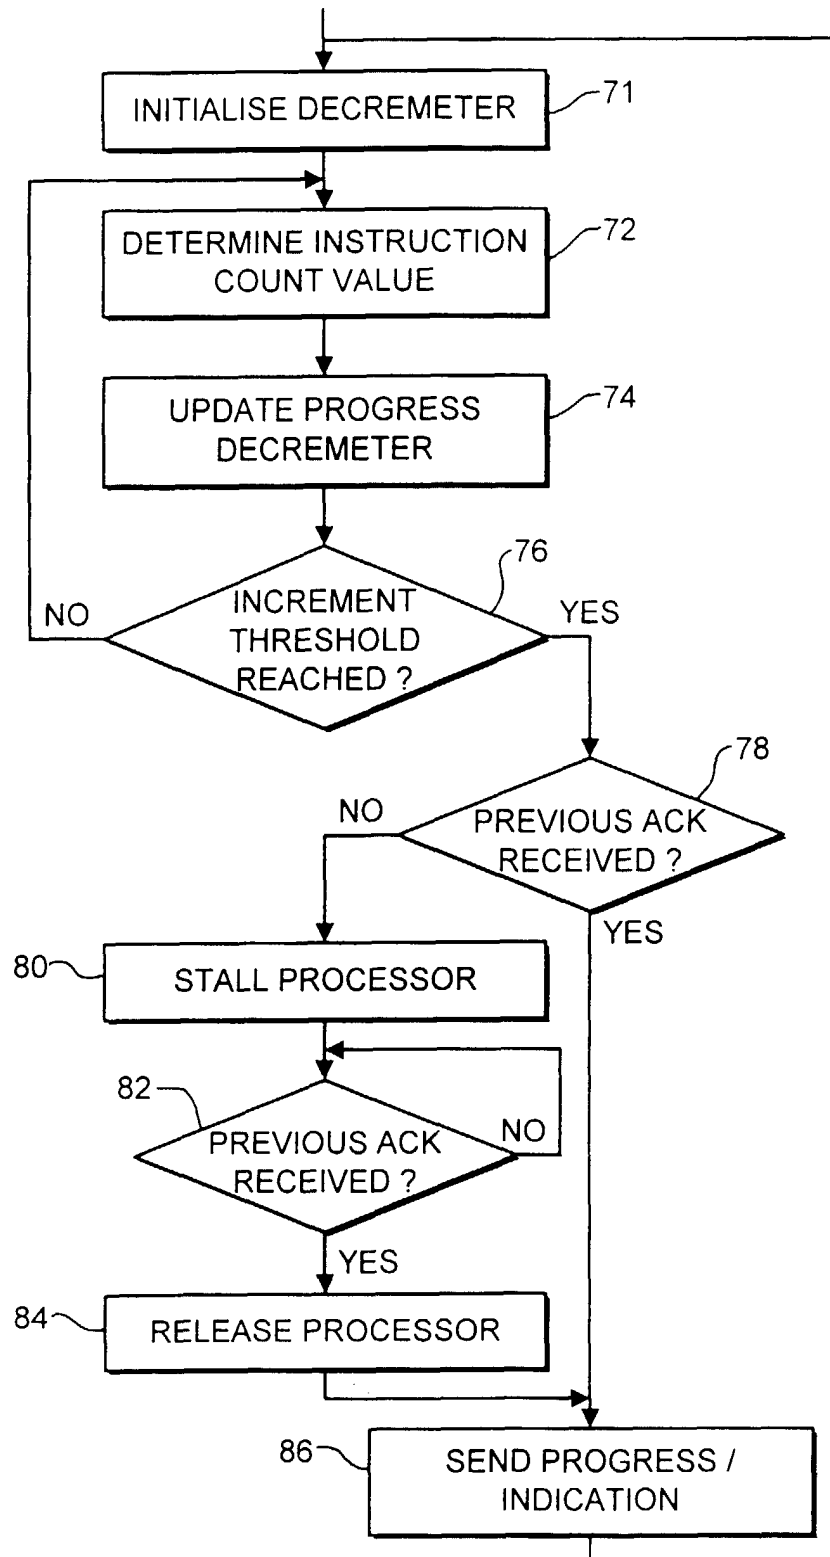 INITIALISE DECREMETER
71
DETERMINE INSTRUCTION
COUNT VALUE
72
UPDATE PROGRESS
DECREMETER
74
76
INCREMENT
THRESHOLD
REACHED ?
NO
YES
78
PREVIOUS ACK
RECEIVED ?
NO
YES
80
STALL PROCESSOR
82
PREVIOUS ACK
RECEIVED ?
NO
YES
84
RELEASE PROCESSOR
86
SEND PROGRESS /
INDICATION